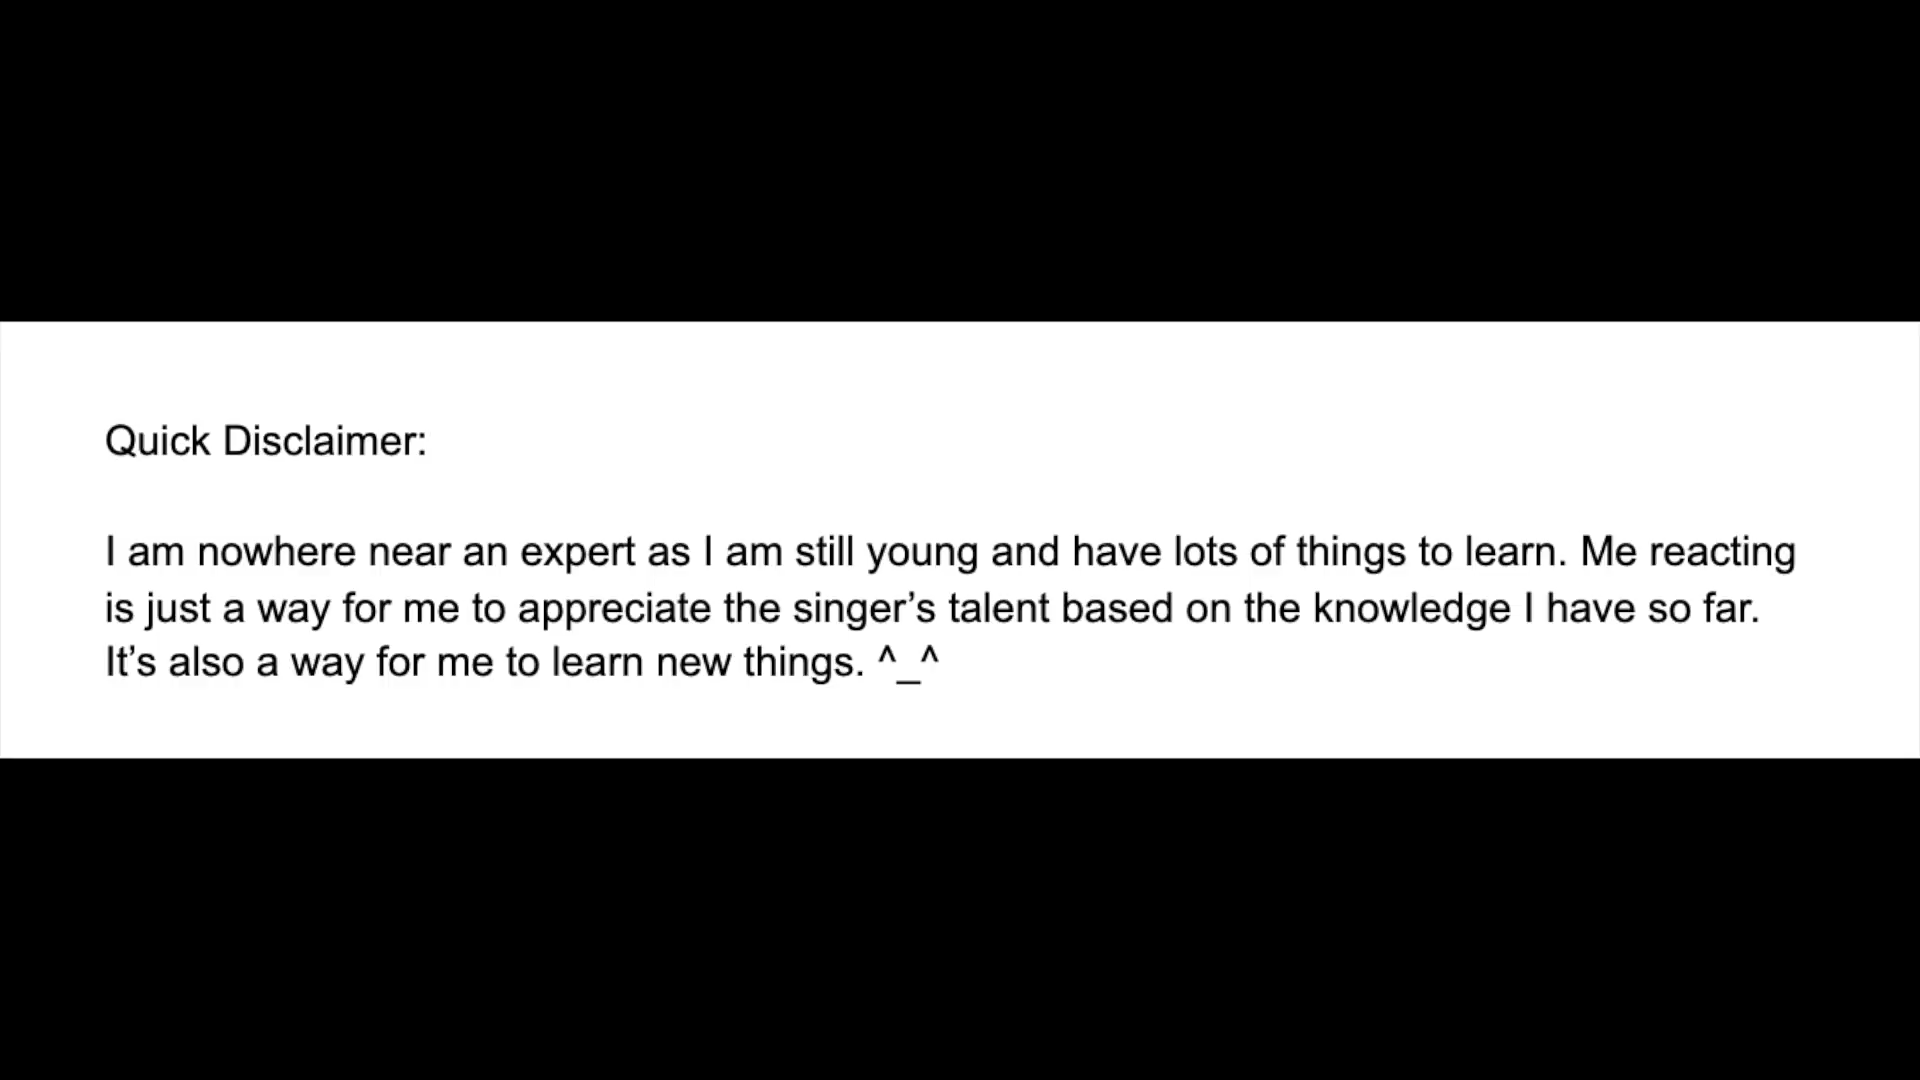 Quick Disclaimer:
I am nowhere near an expert as I am still young and have lots of things to learn. Me reacting
is just a way for me to appreciate the singer’s talent based on the knowledge I have so far.
It’s also a way for me to learn new things. ^_^